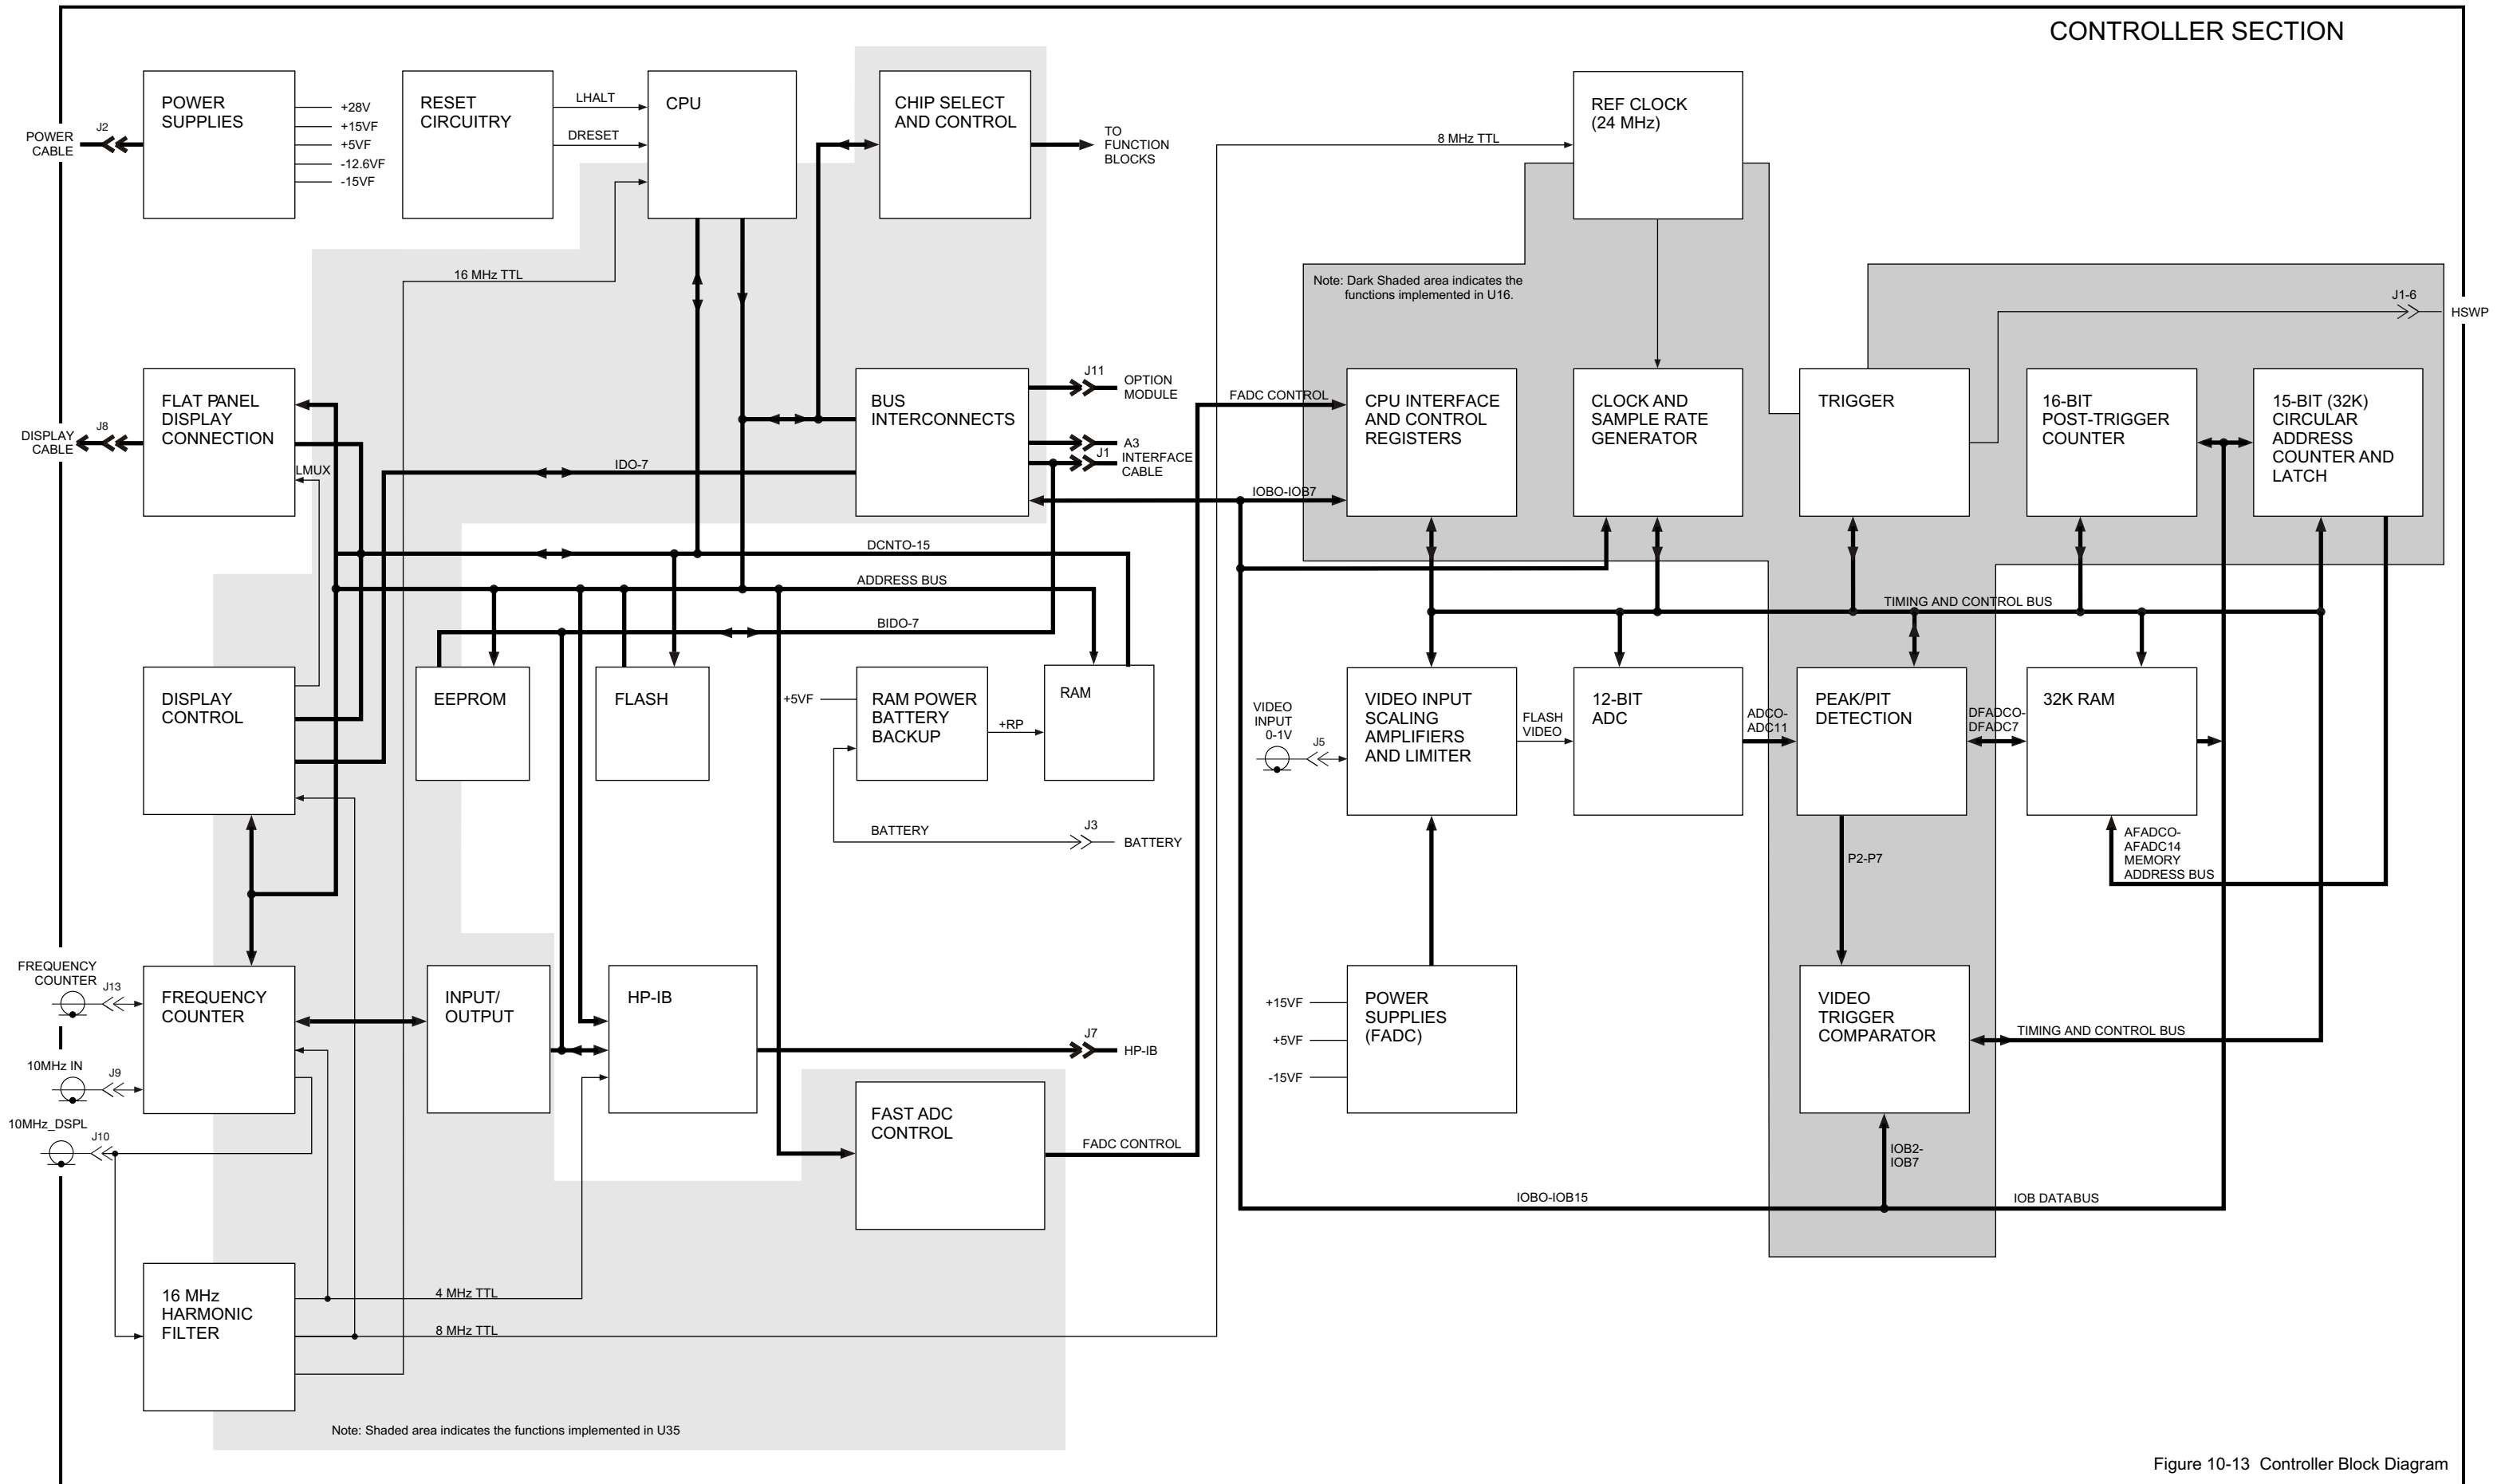 CONTROLLER SECTION
POWER
SUPPLIES
+28V
+15VF
+5VF
-12.6VF
-15VF
POWER
CABLE
J2
RESET
CIRCUITRY
LHALT
DRESET
CPU
CHIP SELECT
AND CONTROL
TO
FUNCTION
BLOCKS
8 MHz TTL
REF CLOCK
(24 MHz)
16 MHz TTL
Note: Dark Shaded area indicates the
functions implemented in U16.
J1-6
HSWP
FLAT PANEL
DISPLAY
CONNECTION
DISPLAY
CABLE
J8
LMUX
IDO-7
BUS
INTERCONNECTS
J11
OPTION
MODULE
A3
J1
INTERFACE
CABLE
FADC CONTROL
IOBO-IOB7
CPU INTERFACE
AND CONTROL
REGISTERS
CLOCK AND
SAMPLE RATE
GENERATOR
TRIGGER
16-BIT
POST-TRIGGER
COUNTER
15-BIT (32K)
CIRCULAR
ADDRESS
COUNTER AND
LATCH
DCNTO-15
ADDRESS BUS
BIDO-7
TIMING AND CONTROL BUS
DISPLAY
CONTROL
EEPROM
FLASH
+5VF
RAM POWER
BATTERY
BACKUP
+RP
RAM
BATTERY
J3
BATTERY
VIDEO
INPUT
0-1V
J5
VIDEO INPUT
SCALING
AMPLIFIERS
AND LIMITER
FLASH
VIDEO
12-BIT
ADC
ADCO-
ADC11
PEAK/PIT
DETECTION
DFADCO-
DFADC7
32K RAM
AFADCO-
AFADC14
MEMORY
ADDRESS BUS
P2-P7
FREQUENCY
COUNTER
J13
10MHz IN
J9
10MHz_DSPL
J10
FREQUENCY
COUNTER
INPUT/
OUTPUT
HP-IB
J7
HP-IB
FAST ADC
CONTROL
FADC CONTROL
+15VF
+5VF
-15VF
POWER
SUPPLIES
(FADC)
VIDEO
TRIGGER
COMPARATOR
TIMING AND CONTROL BUS
IOB2-
IOB7
IOBO-IOB15
IOB DATABUS
16 MHz
HARMONIC
FILTER
4 MHz TTL
8 MHz TTL
Note: Shaded area indicates the functions implemented in U35
Figure 10-13 Controller Block Diagram